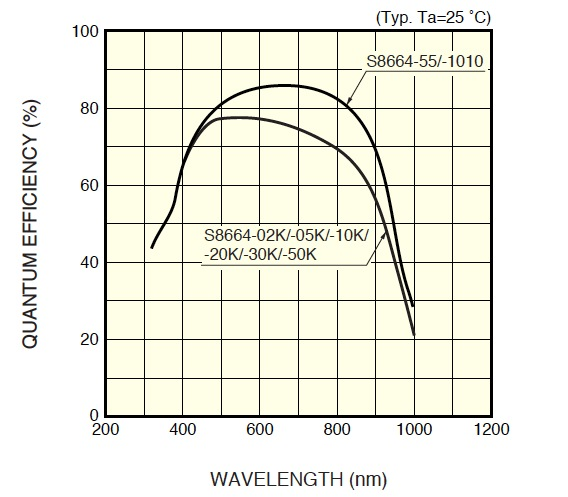 (Typ. Ta=25 ˚C)
100
80
60
40
20
0
QUANTUM EFFICIENCY (%)
S8664-55/-1010
S8664-02K/-05K/-10K/
-20K/-30K/-50K
200 400 600 800 1000 1200
WAVELENGTH (nm)